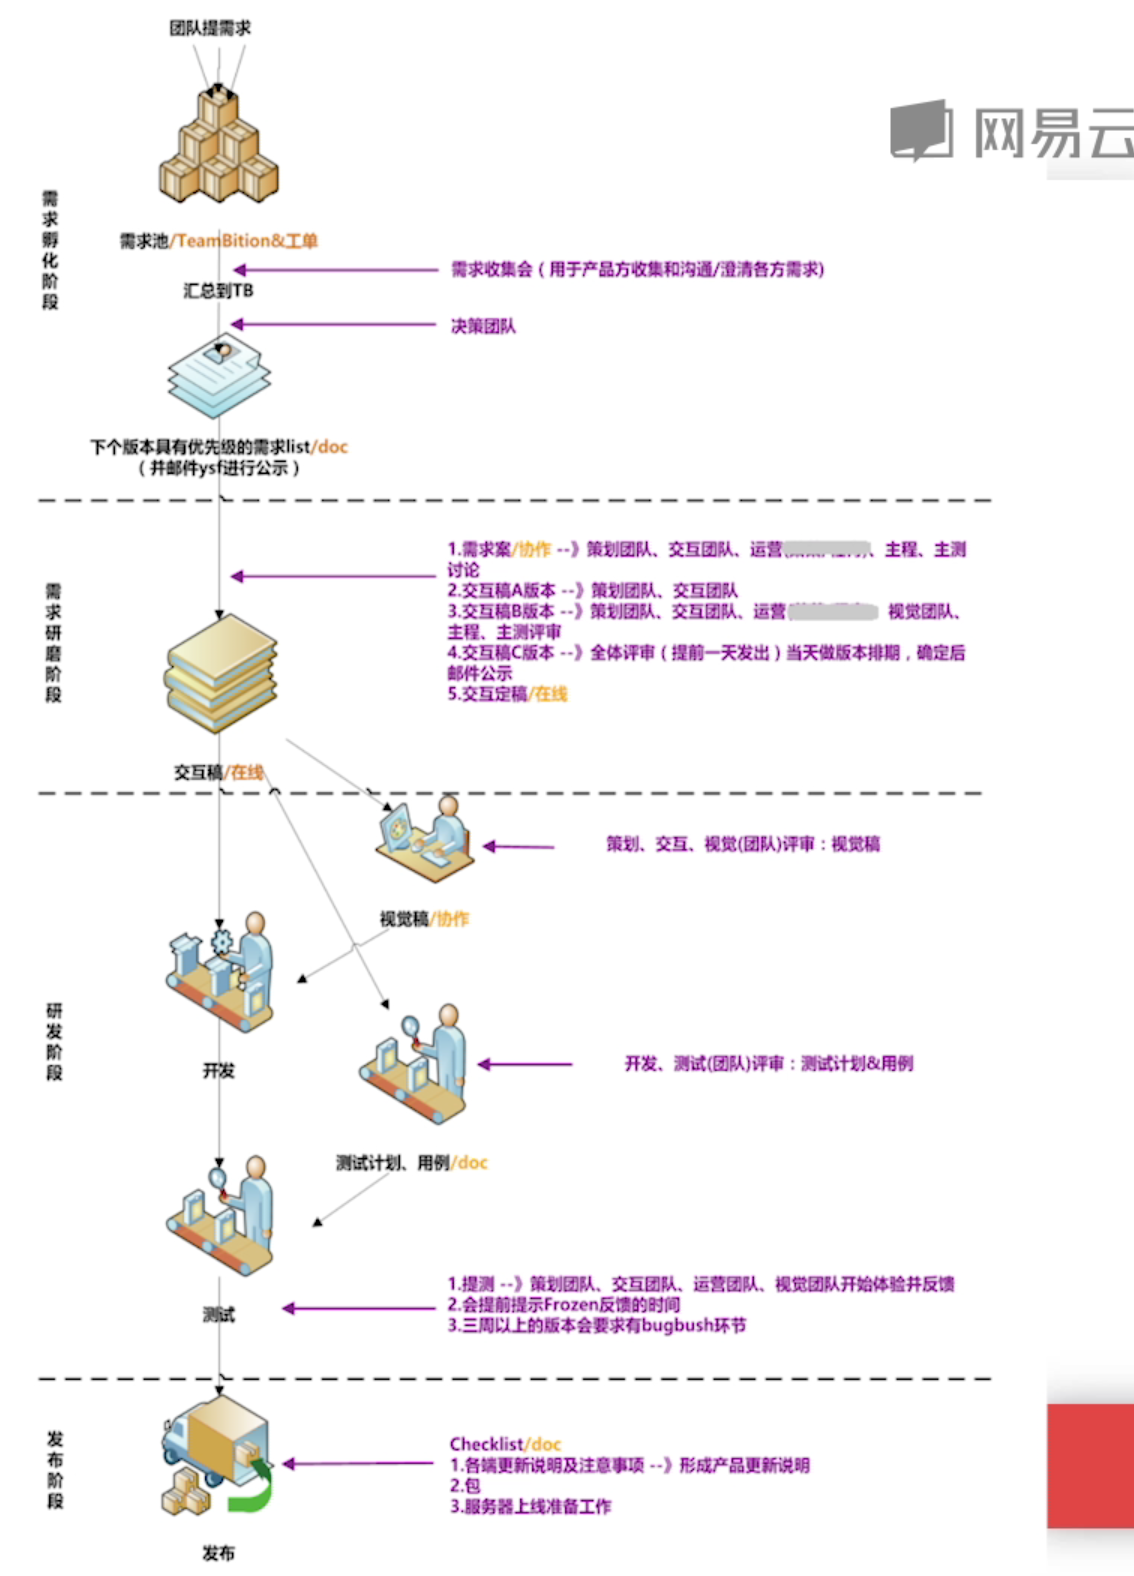 团队提需求
网易云
需求孵化阶段
需求池/TeamBition&工单
需求收集会（用于产品方收集和沟通/澄清各方需求)
汇总到TB
决策团队
下个版本具有优先级的需求list/doc
（并邮件ysf进行公示）
需求研磨阶段
1.需求案/协作 --》策划团队、交互团队、运营、主程、主测
讨论
2.交互稿A版本 --》策划团队、交互团队
3.交互稿B版本 --》策划团队、交互团队、运营 视觉团队、
主程、主测评审
4.交互稿C版本 --》全体评审（提前一天发出）当天做版本排期，确定后
邮件公示
5.交互定稿/在线
交互稿/在线
研发阶段
策划、交互、视觉(团队)评审：视觉稿
视觉稿/协作
开发
开发、测试(团队)评审：测试计划&用例
测试计划、用例/doc
测试
1.提测 --》策划团队、交互团队、运营团队、视觉团队开始体验并反馈
2.会提前提示Frozen反馈的时间
3.三周以上的版本会要求有bugbush环节
发布阶段
Checklist/doc
1.各端更新说明及注意事项 --》形成产品更新说明
2.包
3.服务器上线准备工作
发布